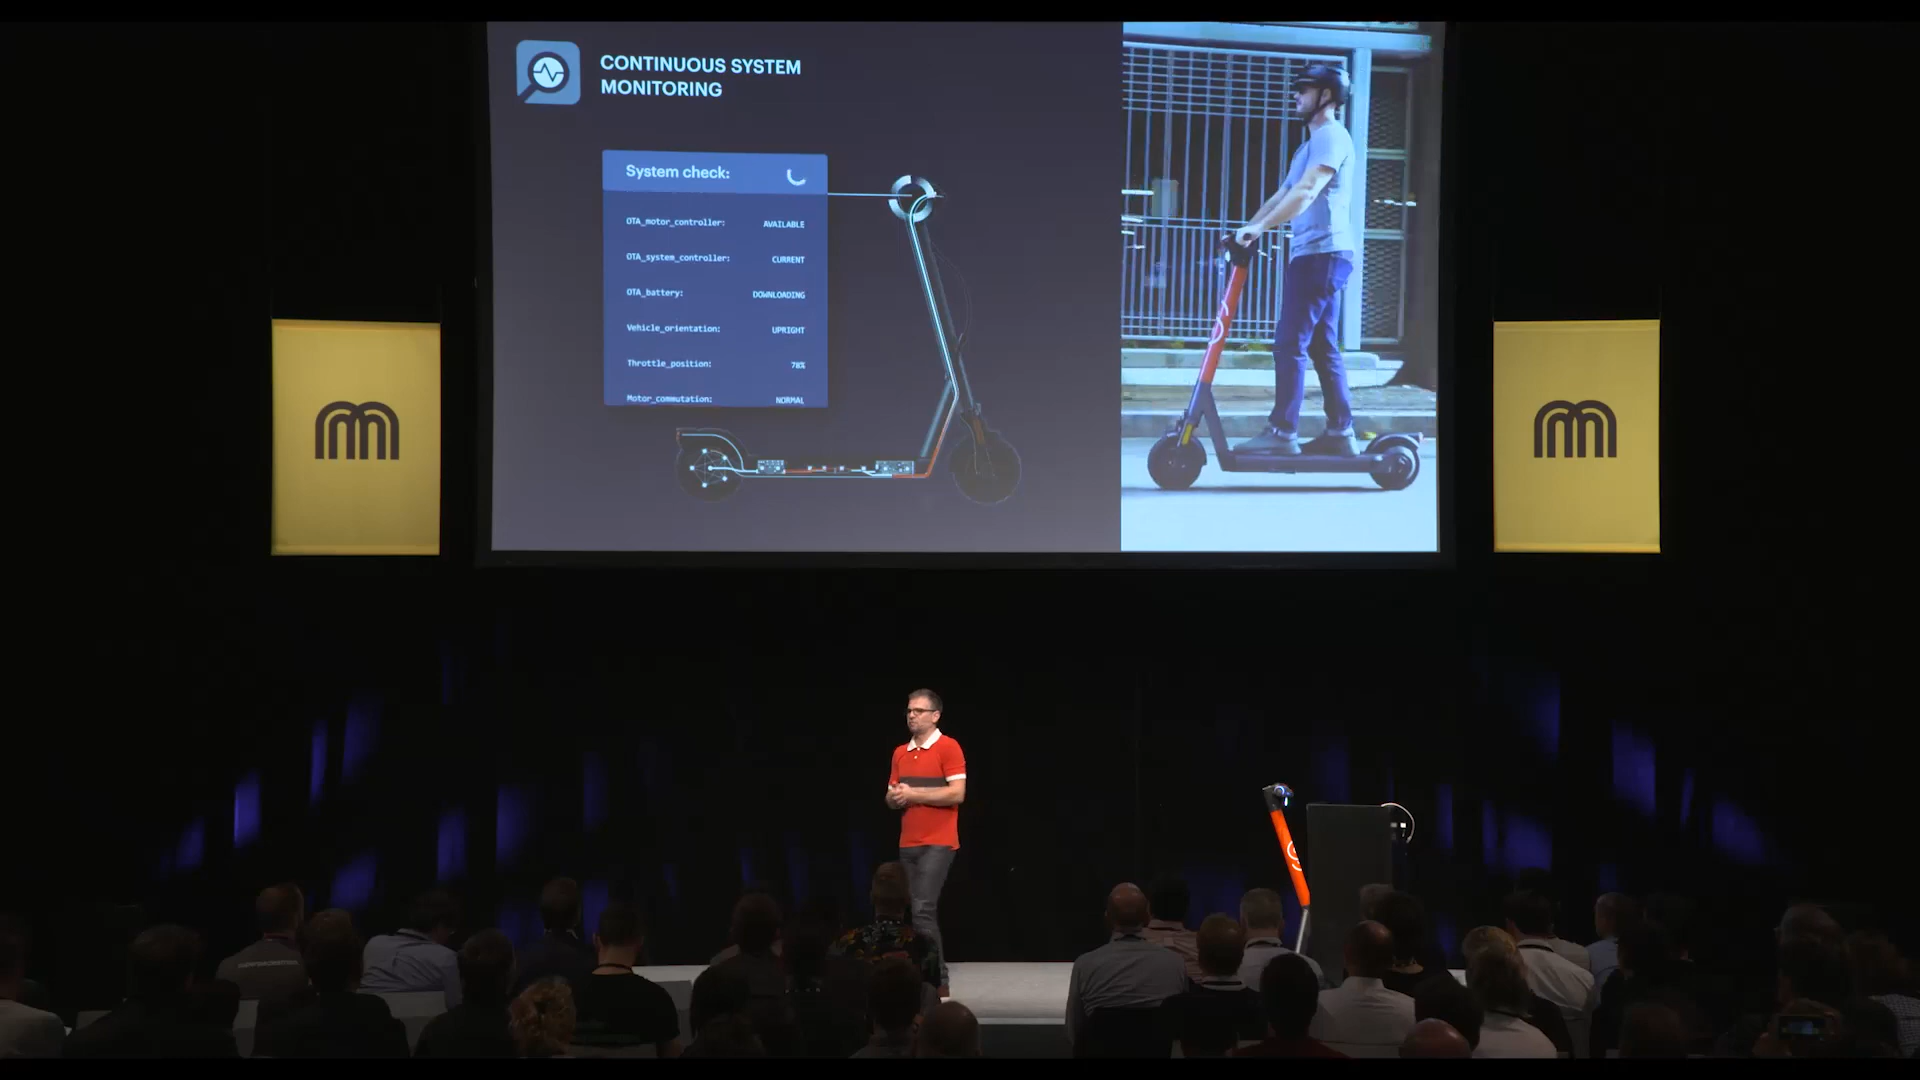 CONTINUOUS SYSTEM
MONITORING
System check:
OTA_motor_controller: AVAILABLE
OTA_system_controller: CURRENT
OTA_battery: DOWNLOADING
Vehicle_orientation: UPRIGHT
Throttle_position: 78%
Motor_commutation: NORMAL